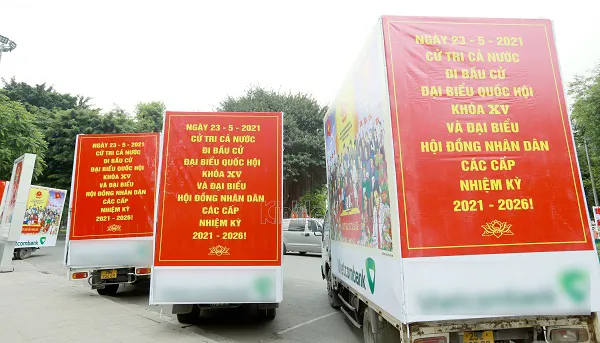 NGÀY 23 - 5 - 2021
CỬ TRI CẢ NƯỚC
ĐI BẦU CỬ
ĐẠI BIỂU QUỐC HỘI
KHÓA XV
VÀ ĐẠI BIỂU
HỘI ĐỒNG NHÂN DÂN
CÁC CẤP
NHIỆM KỲ
2021 - 2026!
NGÀY 23 - 5 - 2021
CỬ TRI CẢ NƯỚC
ĐI BẦU CỬ
ĐẠI BIỂU QUỐC HỘI
KHÓA XV
VÀ ĐẠI BIỂU
HỘI ĐỒNG NHÂN DÂN
CÁC CẤP
NHIỆM KỲ
2021 - 2026!
NGÀY 23 - 5 - 2021
CỬ TRI CẢ NƯỚC
ĐI BẦU CỬ
ĐẠI BIỂU QUỐC HỘI
KHÓA XV
VÀ ĐẠI BIỂU
HỘI ĐỒNG NHÂN DÂN
CÁC CẤP
NHIỆM KỲ
2021 - 2026!
Vietcombank
Vietcombank